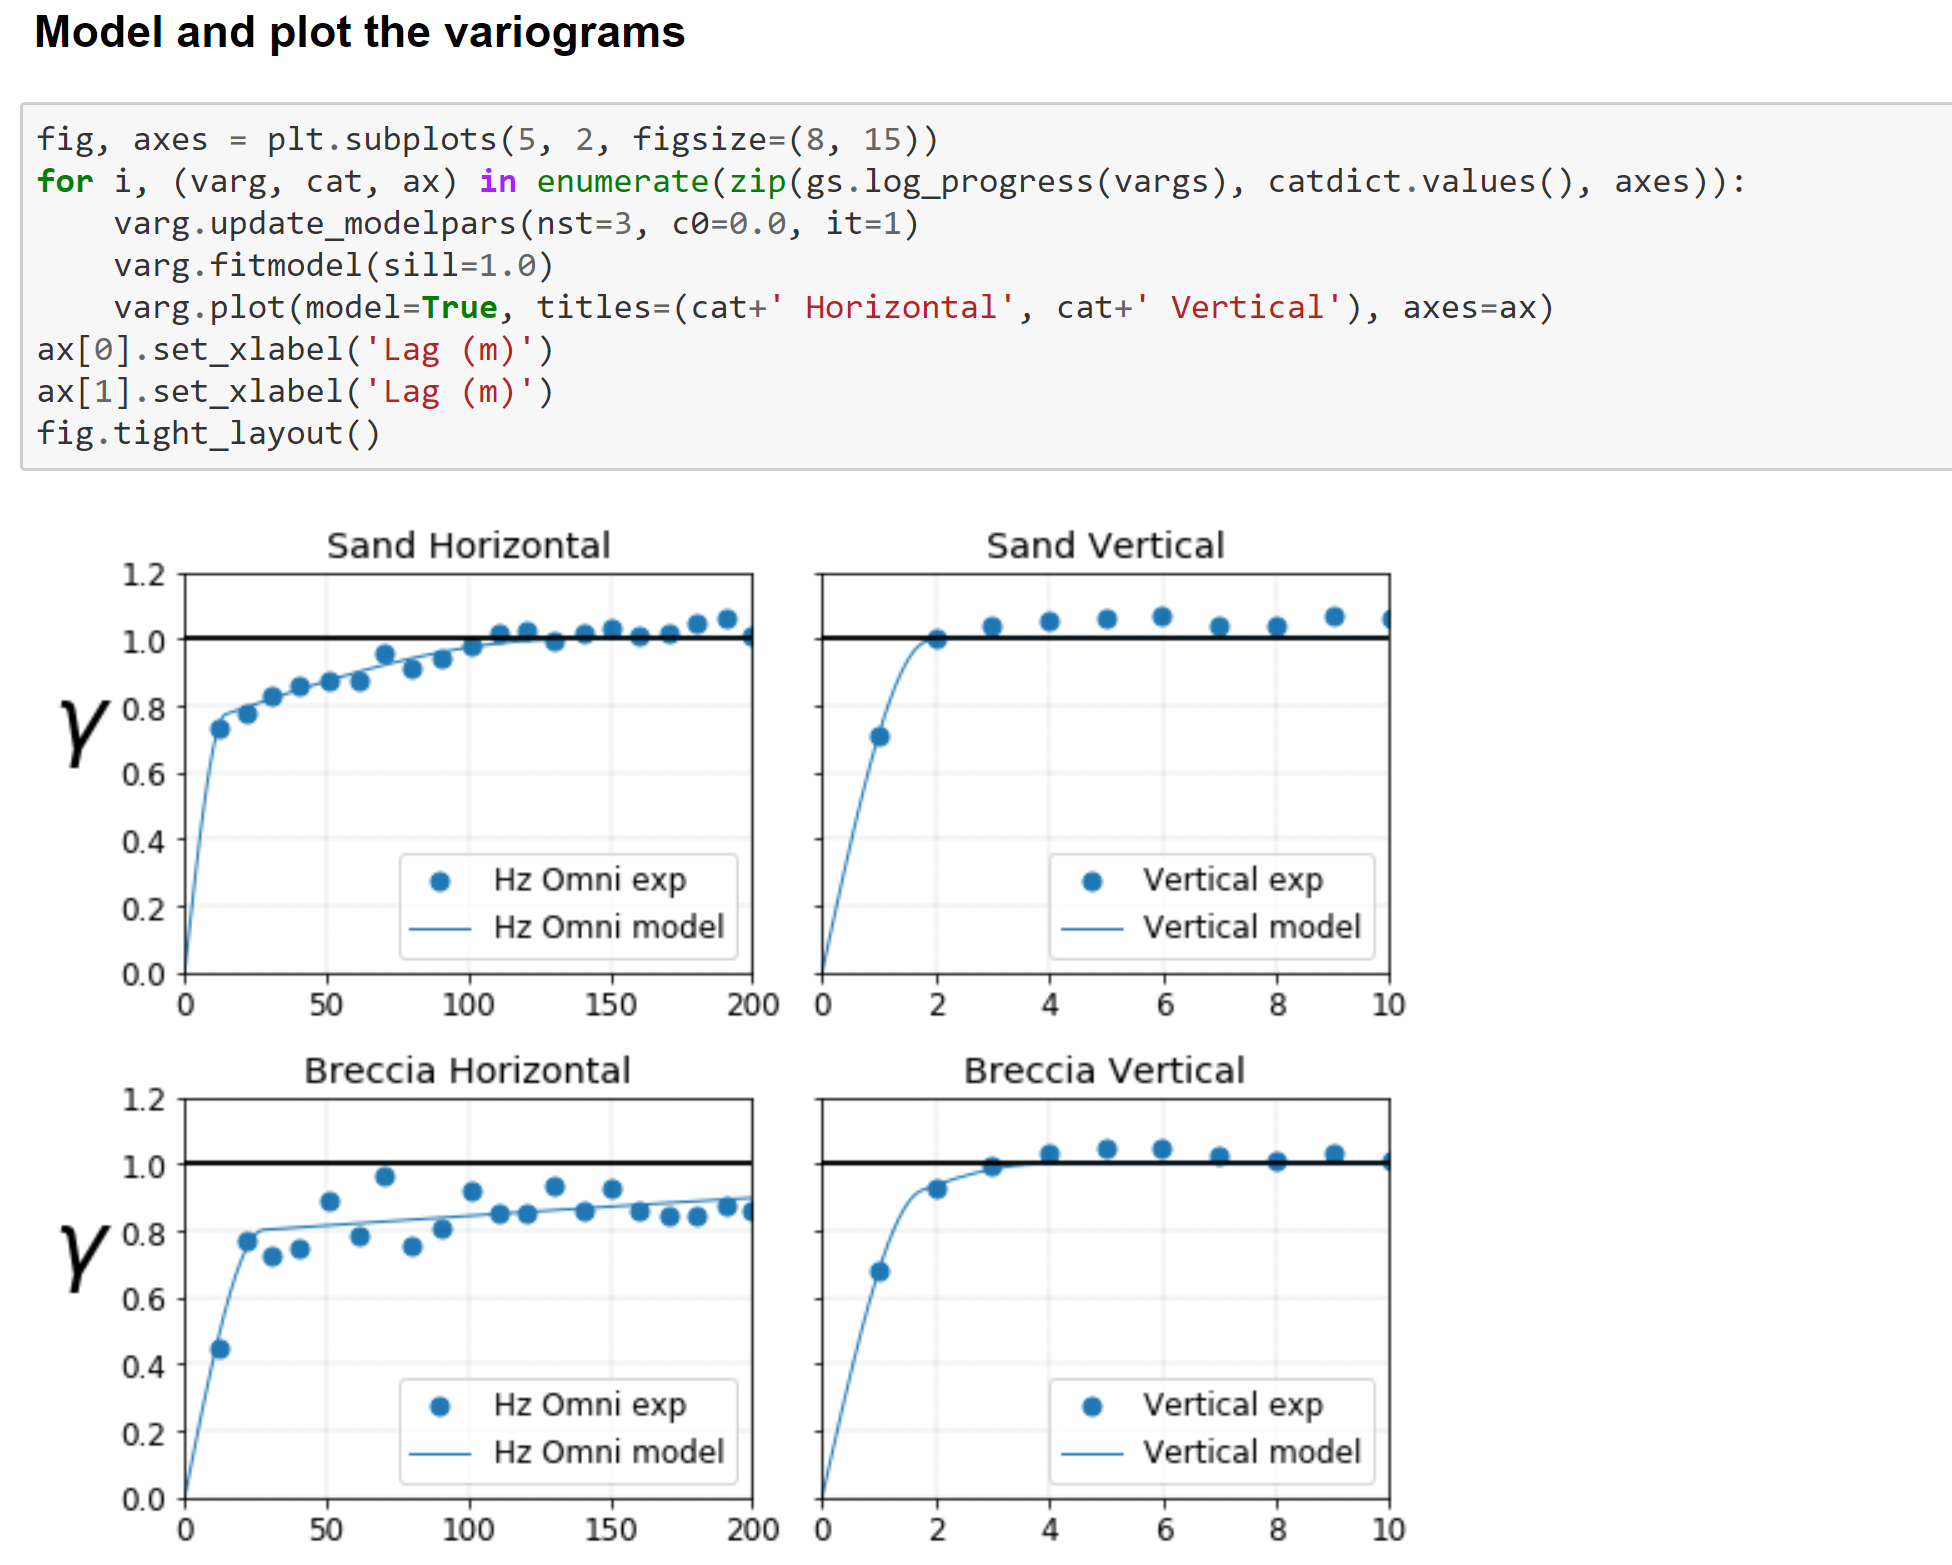 Model and plot the variograms
fig, axes = plt.subplots(5, 2, figsize=(8, 15))
for i, (varg, cat, ax) in enumerate(zip(gs.log_progress(vargs), catdict.values(), axes)):
    varg.update_modelpars(nst=3, c0=0.0, it=1)
    varg.fitmodel(sill=1.0)
    varg.plot(model=True, titles=(cat+' Horizontal', cat+' Vertical'), axes=ax)
ax[0].set_xlabel('Lag (m)')
ax[1].set_xlabel('Lag (m)')
fig.tight_layout()
Sand Horizontal
1.2
1.0
0.8
0.6
0.4
0.2
0.0
γ
Hz Omni exp
Hz Omni model
0 50 100 150 200
Sand Vertical
Vertical exp
Vertical model
0 2 4 6 8 10
Breccia Horizontal
1.2
1.0
0.8
0.6
0.4
0.2
0.0
γ
Hz Omni exp
Hz Omni model
0 50 100 150 200
Breccia Vertical
Vertical exp
Vertical model
0 2 4 6 8 10